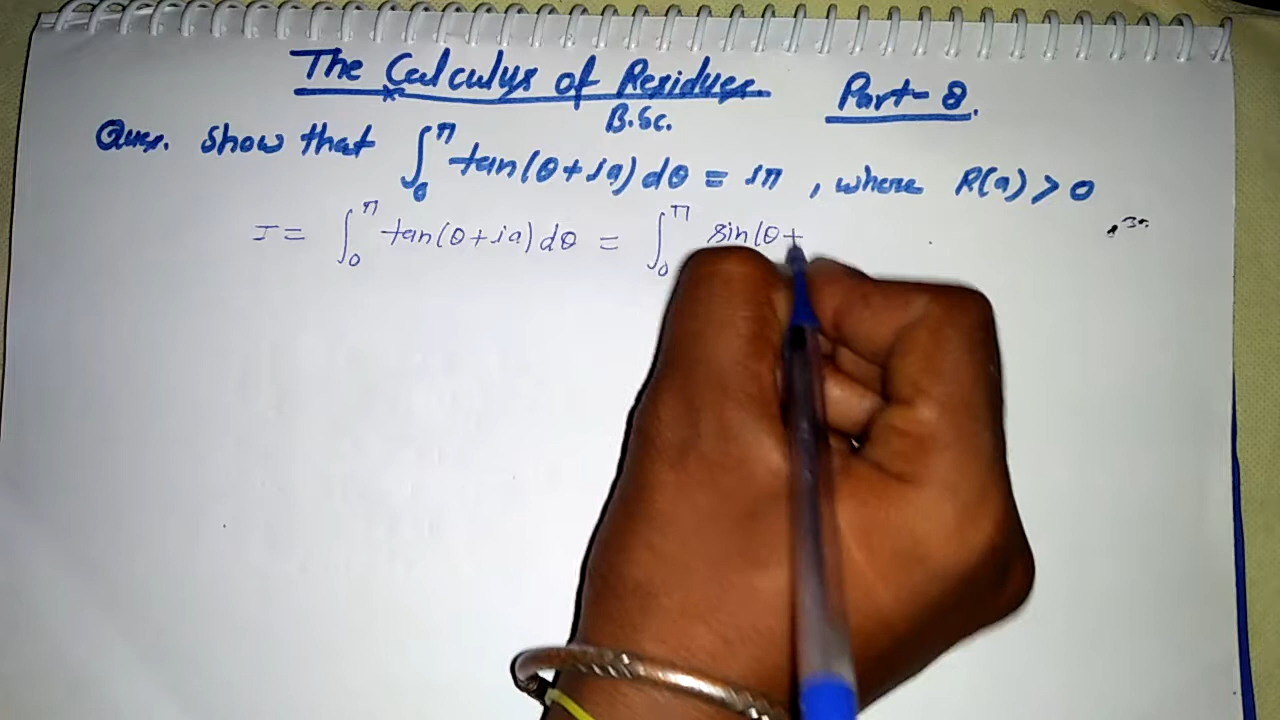 The Calculus of Residues. Part-8.
B.Sc.
Ques. Show that ∫₀^π tan(θ+ia)dθ = iπ, where R(a) > 0
I = ∫₀^π tan(θ+ia)dθ = ∫₀^π sin(θ+